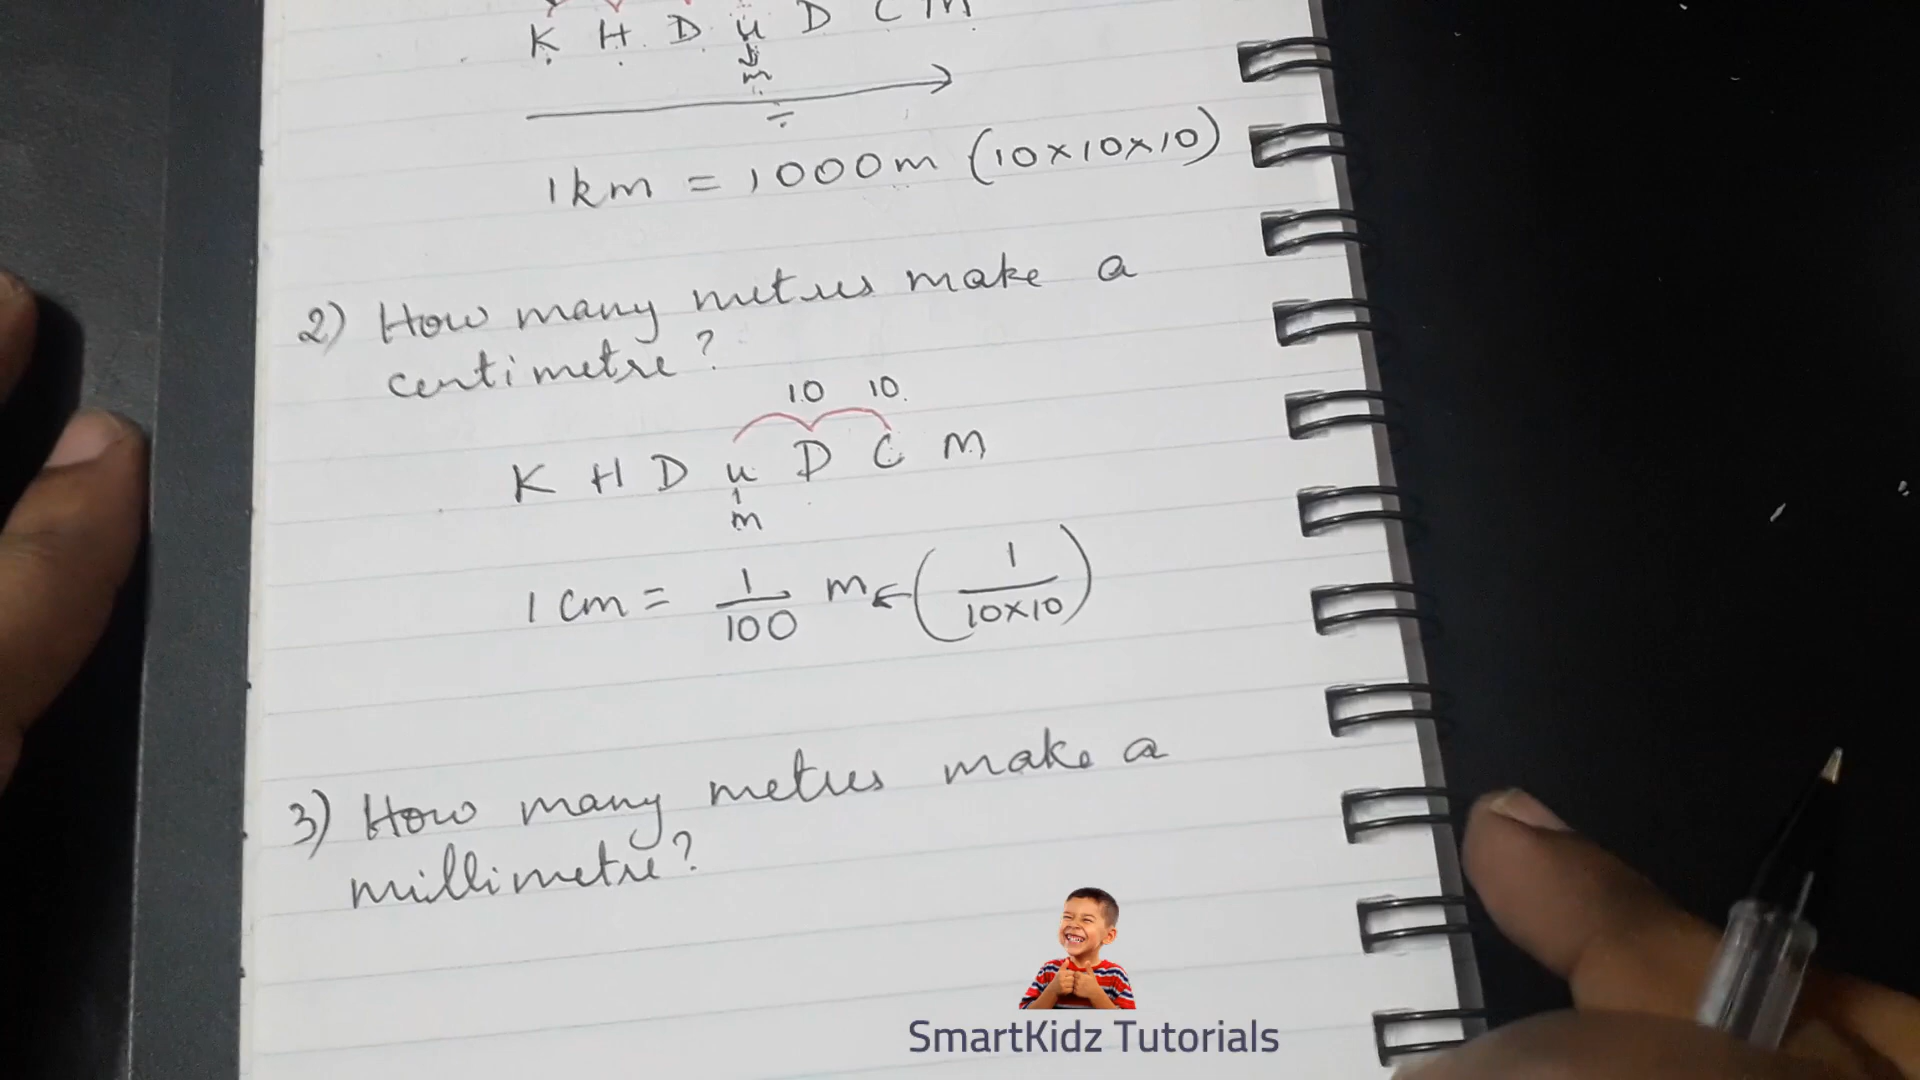 K H D u D C M
m
÷
1km = 1000m (10×10×10)
2) How many metres make a
centimetre?
10 10
K H D u D C M
m
1 cm = 1/100 m ← (1/10×10)
3) How many metres make a
millimetre?
SmartKidz Tutorials